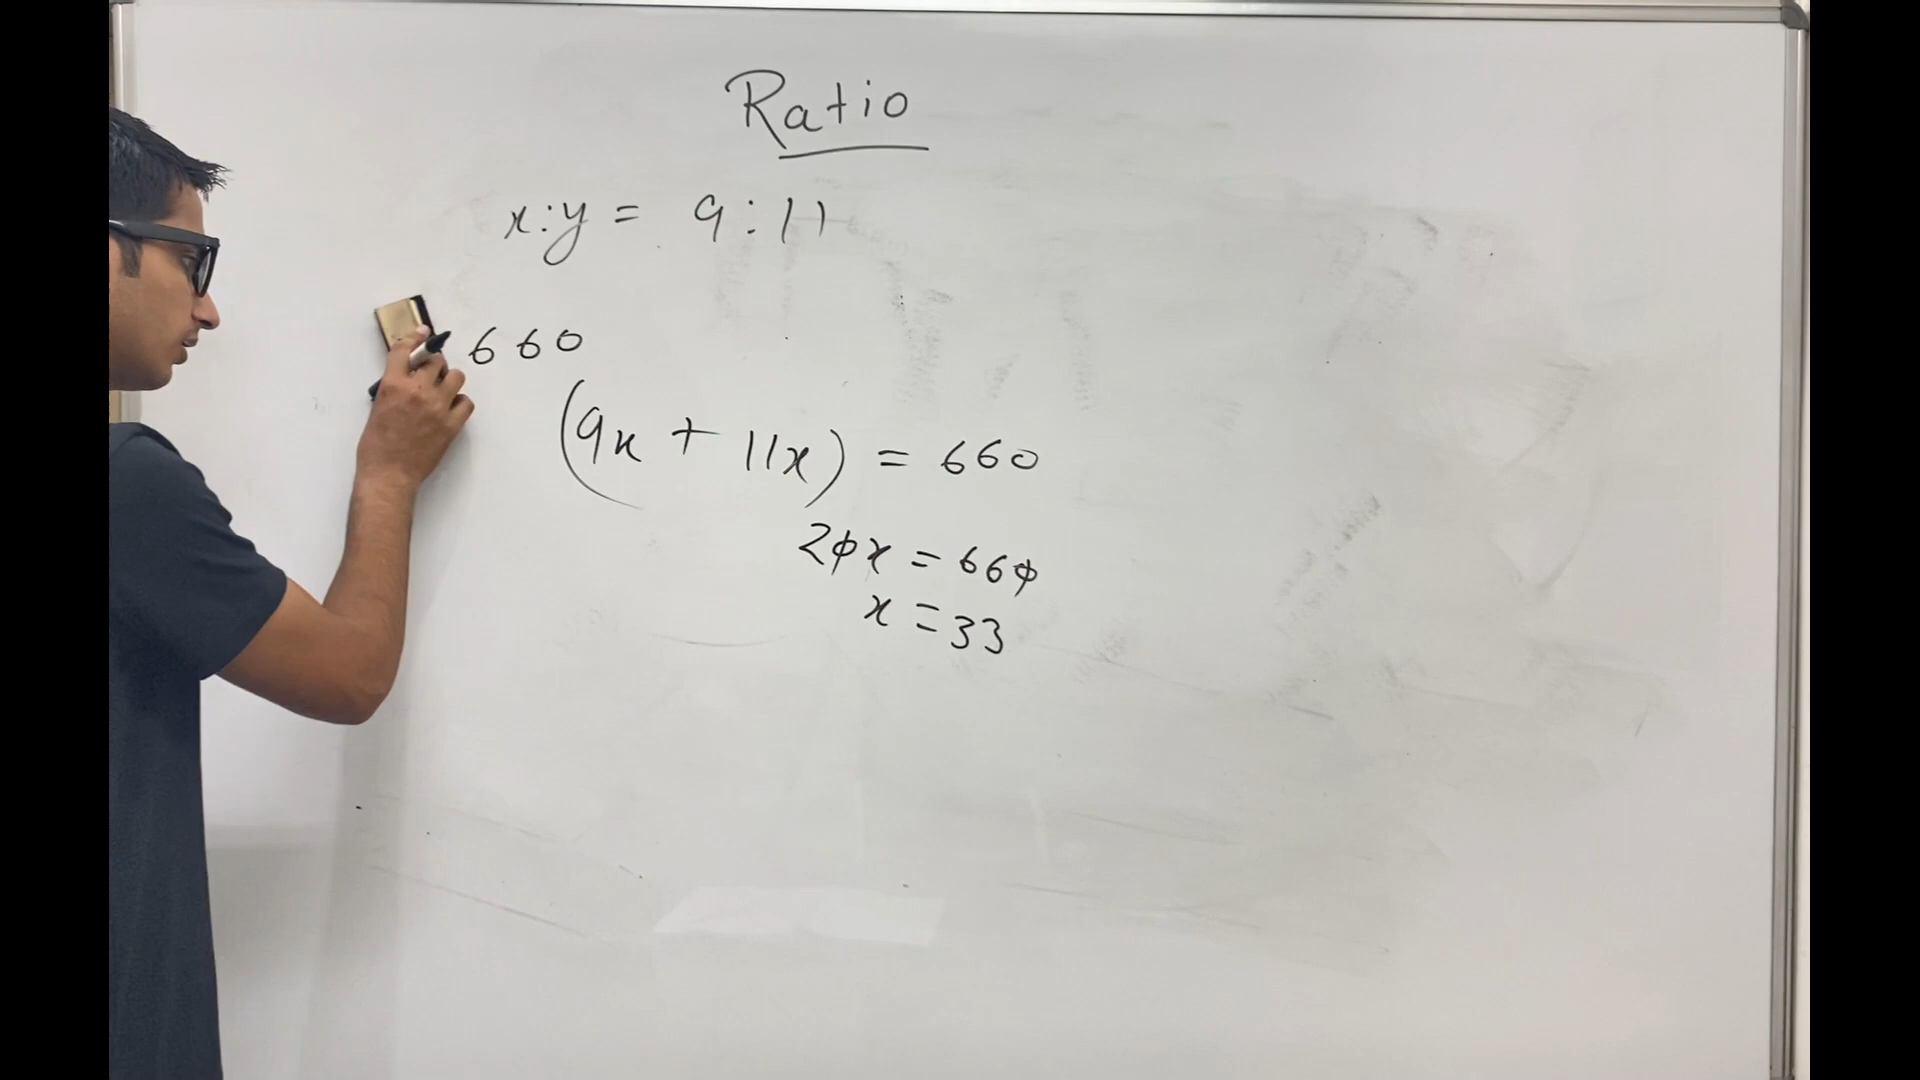 Ratio
x:y = 9:11
660
(9x + 11x) = 660
20x = 660
x = 33